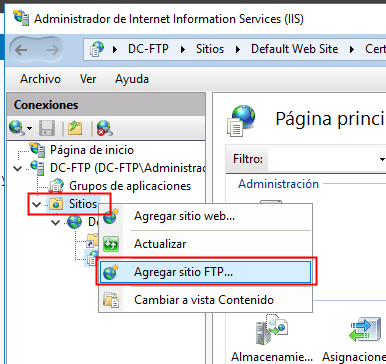 Administrador de Internet Information Services (IIS)
DC-FTP ▸ Sitios ▸ Default Web Site ▸ Cert
Archivo Ver Ayuda
Conexiones
Página de inicio
DC-FTP (DC-FTP\Administrad
Grupos de aplicaciones
Sitios
De
Agregar sitio web...
Actualizar
Agregar sitio FTP...
Cambiar a vista Contenido
Página princi
Filtro:
Administración
Almacenamie...
Asignaciones